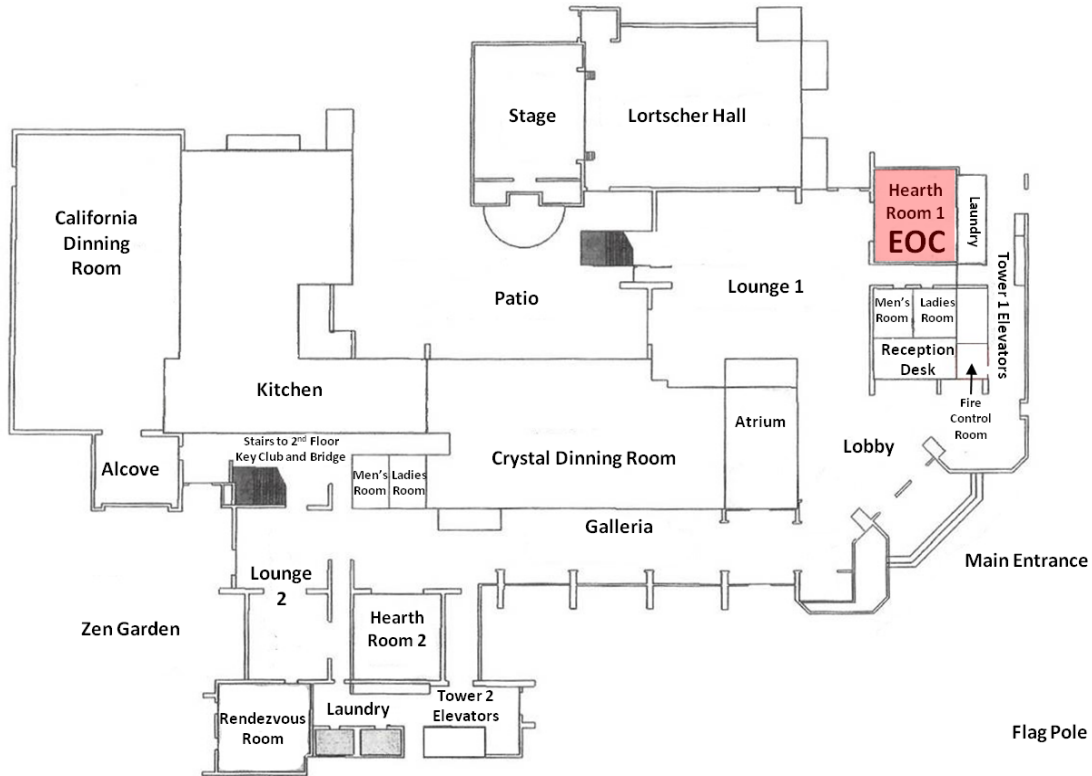 Stage
Lortscher Hall
Hearth
Room 1
EOC
Laundry
California
Dinning
Room
Tower 1 Elevators
Patio
Lounge 1
Men's
Room
Ladies
Room
Reception
Desk
Kitchen
Fire
Control
Room
Atrium
Lobby
Stairs to 2nd Floor
Key Club and Bridge
Alcove
Men's
Room
Ladies
Room
Crystal Dinning Room
Galleria
Main Entrance
Lounge
2
Zen Garden
Hearth
Room 2
Rendezvous
Room
Laundry
Tower 2
Elevators
Flag Pole